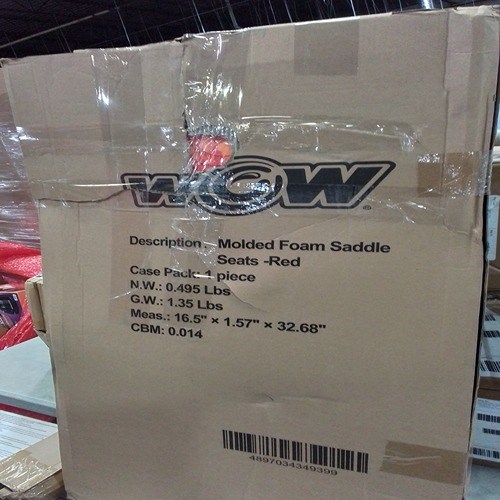 WOW
Description Molded Foam Saddle
Seats -Red
Case Pack: 1 piece
N.W.: 0.495 Lbs
G.W.: 1.35 Lbs
Meas.: 16.5" × 1.57" × 32.68"
CBM: 0.014
4897034349399